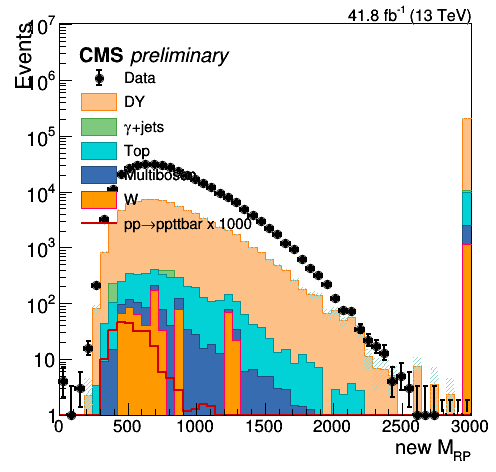 41.8 fb⁻¹ (13 TeV)
Events
CMS preliminary
Data
DY
γ+jets
Top
Multiboson
W
pp→ppttbar x 1000
10⁷
10⁶
10⁵
10⁴
10³
10²
10
1
500 1000 1500 2000 2500 3000
new M_RP